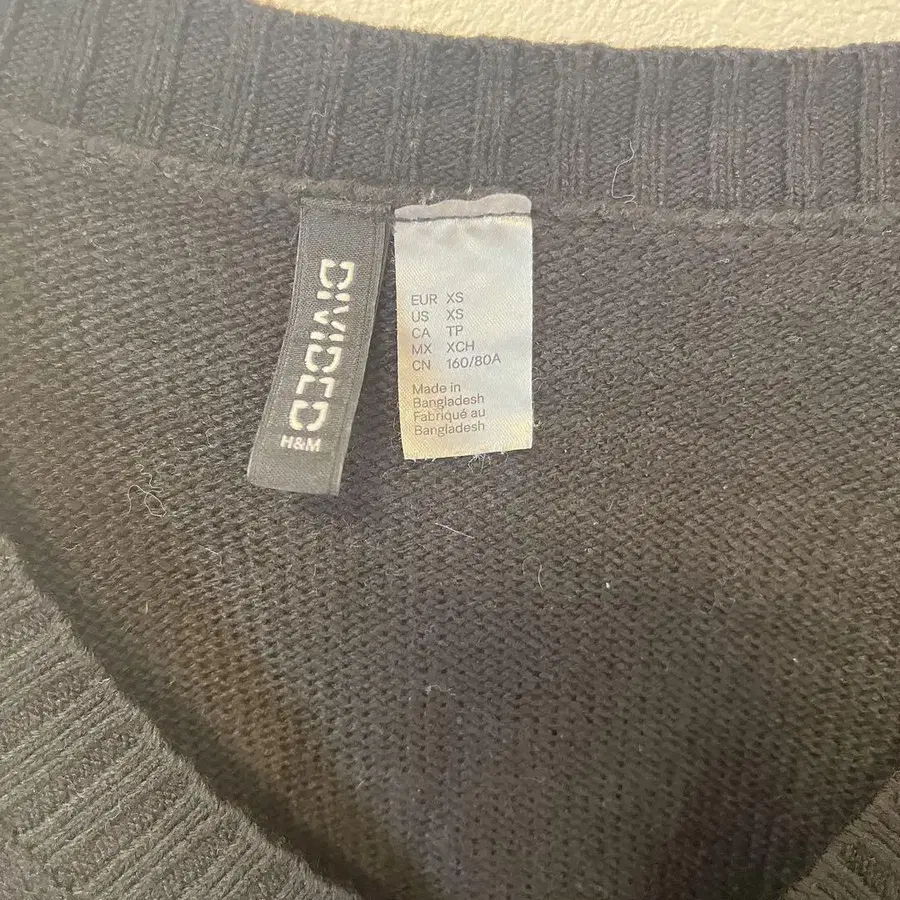 DIVIDED
H&M
EUR XS
US XS
CA TP
MX XCH
CN 160/80A
Made in
Bangladesh
Fabriqué au
Bangladesh